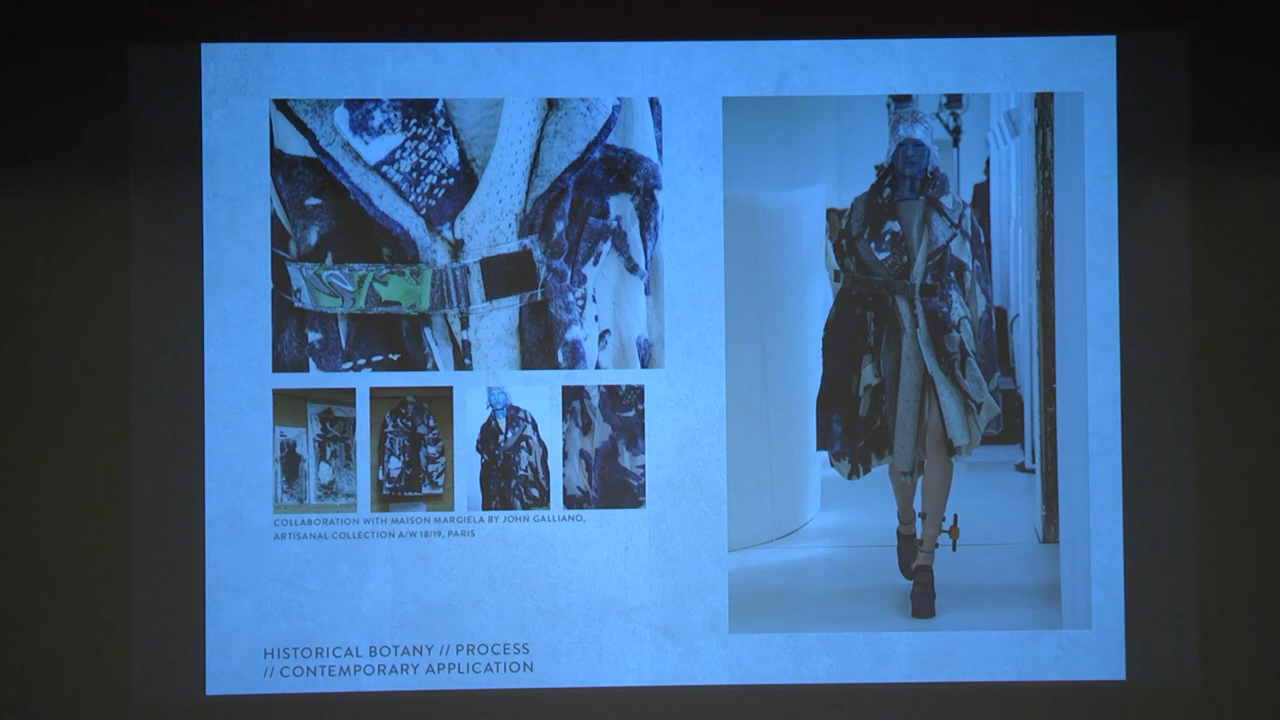 COLLABORATION WITH MAISON MARGIELA BY JOHN GALLIANO,
ARTISANAL COLLECTION A/W 18/19, PARIS
HISTORICAL BOTANY // PROCESS
// CONTEMPORARY APPLICATION